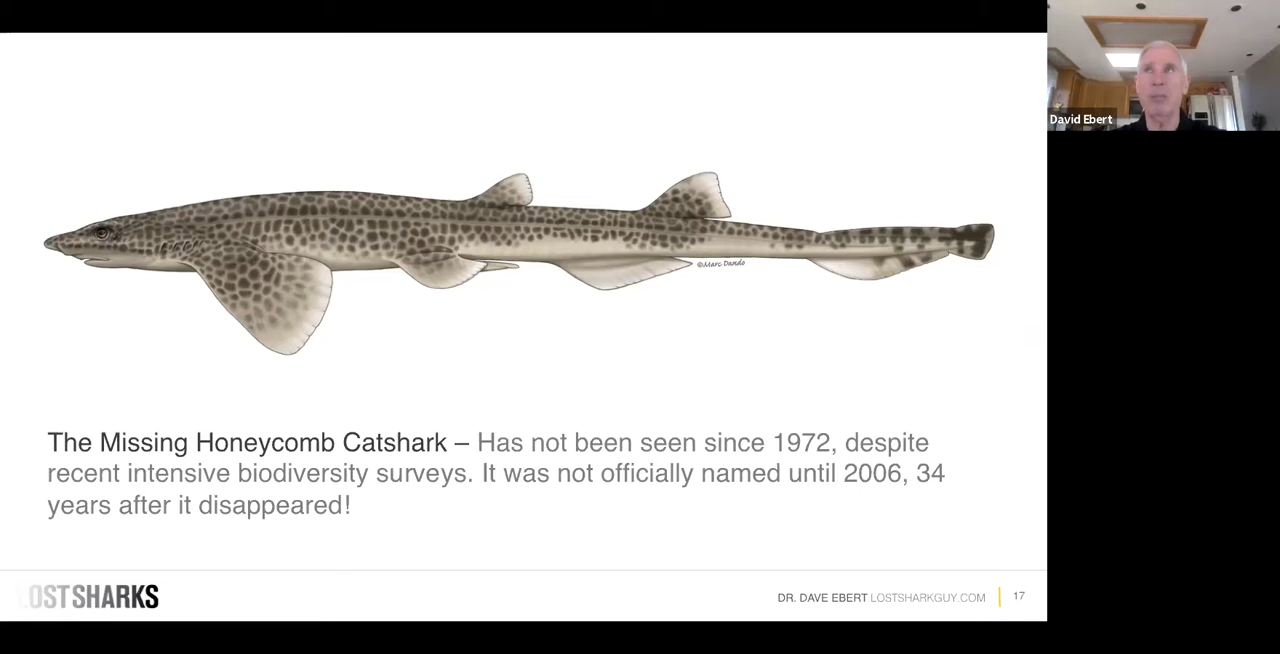 David Ebert
©Marc Dando
The Missing Honeycomb Catshark – Has not been seen since 1972, despite
recent intensive biodiversity surveys. It was not officially named until 2006, 34
years after it disappeared!
LOSTSHARKS
DR. DAVE EBERT LOSTSHARKGUY.COM
17